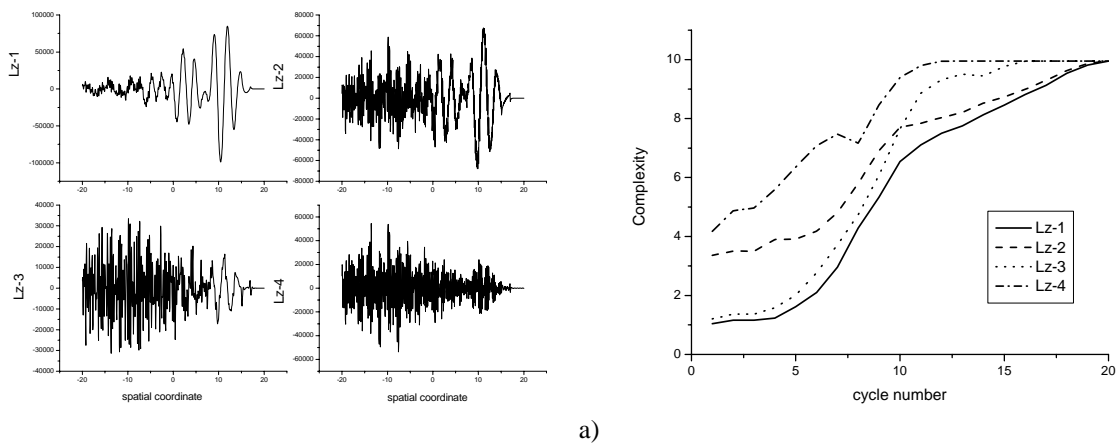 Lz-1
100000
50000
0
-50000
-100000
-20 -10 0 10 20
Lz-2
80000
60000
40000
20000
0
-20000
-40000
-60000
-80000
-20 -10 0 10 20
Lz-3
40000
30000
20000
10000
0
-10000
-20000
-30000
-40000
-20 -10 0 10 20
spatial coordinate
Lz-4
60000
40000
20000
0
-20000
-40000
-60000
-20 -10 0 10 20
spatial coordinate
Complexity
10
8
6
4
2
0
Lz-1
Lz-2
Lz-3
Lz-4
0 5 10 15 20
cycle number
a)